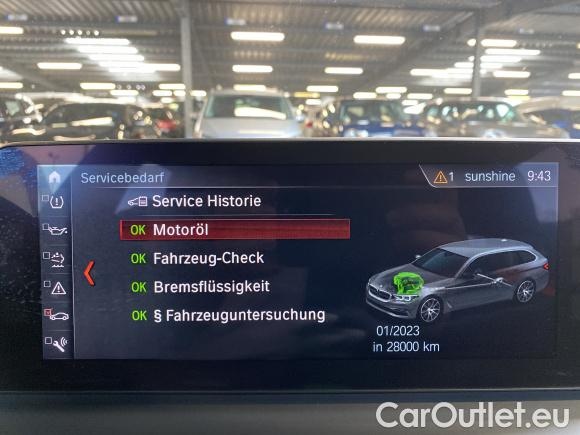 Servicebedarf
1 sunshine 9:43
Service Historie
OK Motoröl
OK Fahrzeug-Check
OK Bremsflüssigkeit
OK § Fahrzeuguntersuchung
01/2023
in 28000 km
CarOutlet.eu